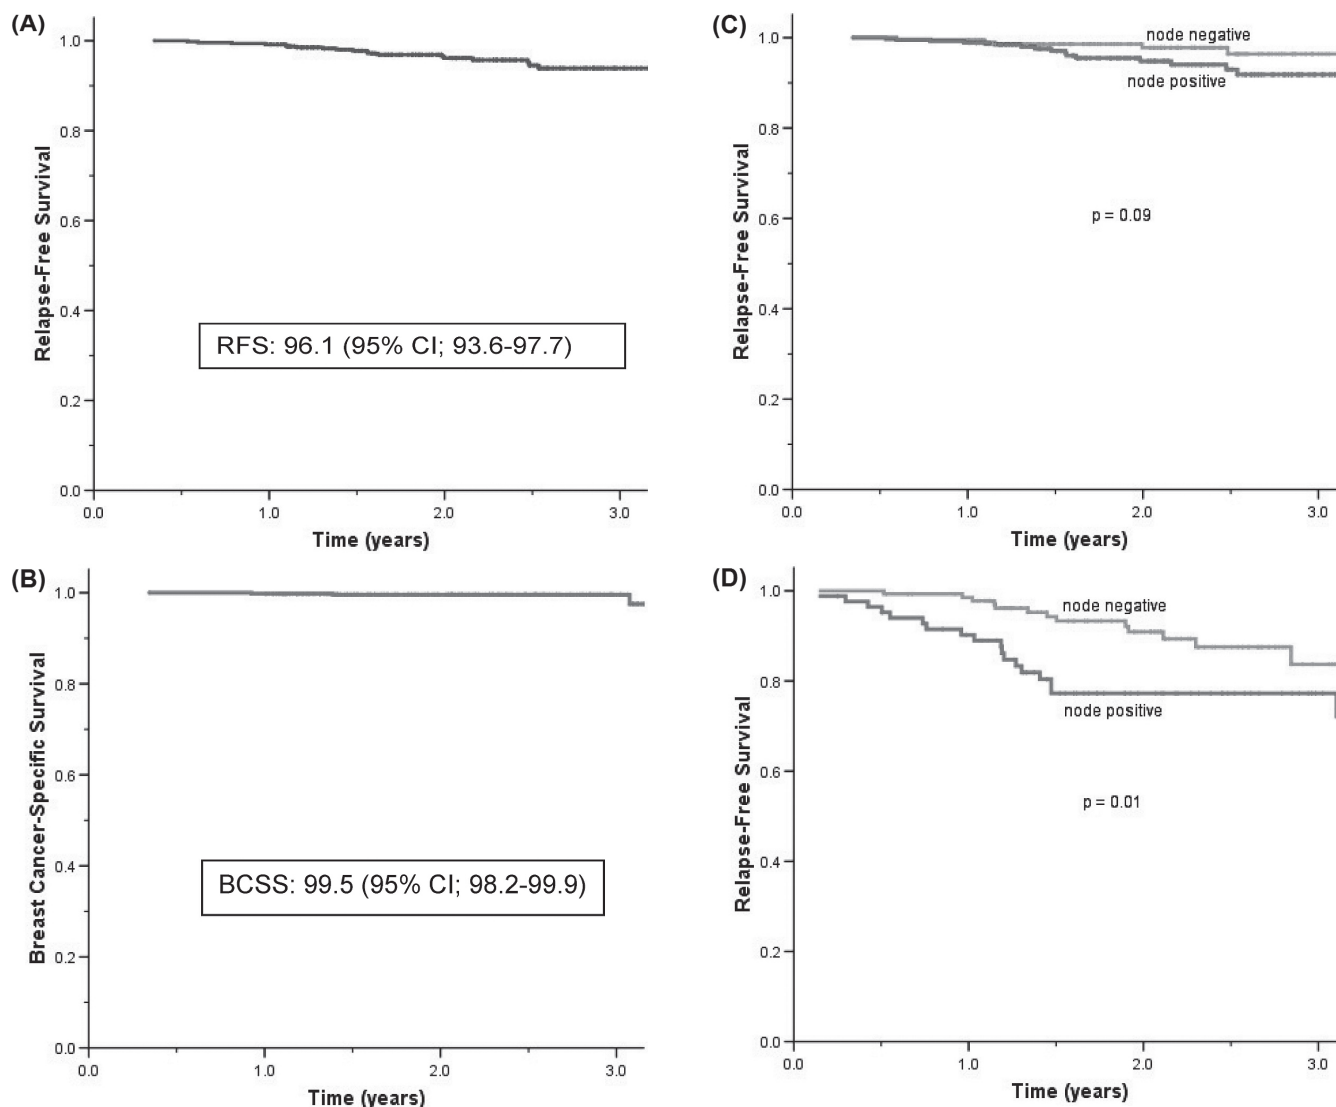 (A)
Relapse-Free Survival
1.0
0.8
0.6
0.4
0.2
0.0
RFS: 96.1 (95% CI; 93.6-97.7)
0.0 1.0 2.0 3.0
Time (years)
(B)
Breast Cancer-Specific Survival
1.0
0.8
0.6
0.4
0.2
0.0
BCSS: 99.5 (95% CI; 98.2-99.9)
0.0 1.0 2.0 3.0
Time (years)
(C)
Relapse-Free Survival
1.0
0.8
0.6
0.4
0.2
0.0
node negative
node positive
p = 0.09
0.0 1.0 2.0 3.0
Time (years)
(D)
Relapse-Free Survival
1.0
0.8
0.6
0.4
0.2
0.0
node negative
node positive
p = 0.01
0.0 1.0 2.0 3.0
Time (years)